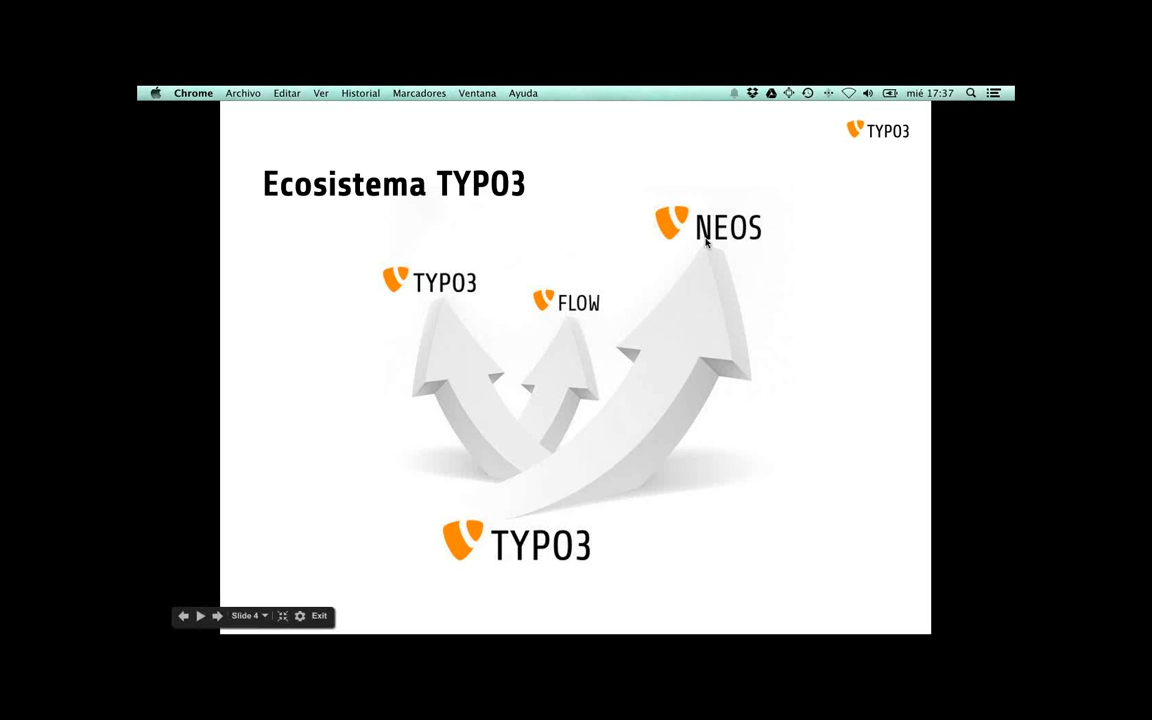 Chrome Archivo Editar Ver Historial Marcadores Ventana Ayuda mié 17:37
TYPO3
Ecosistema TYPO3
NEOS
TYPO3
FLOW
TYPO3
Slide 4 Exit